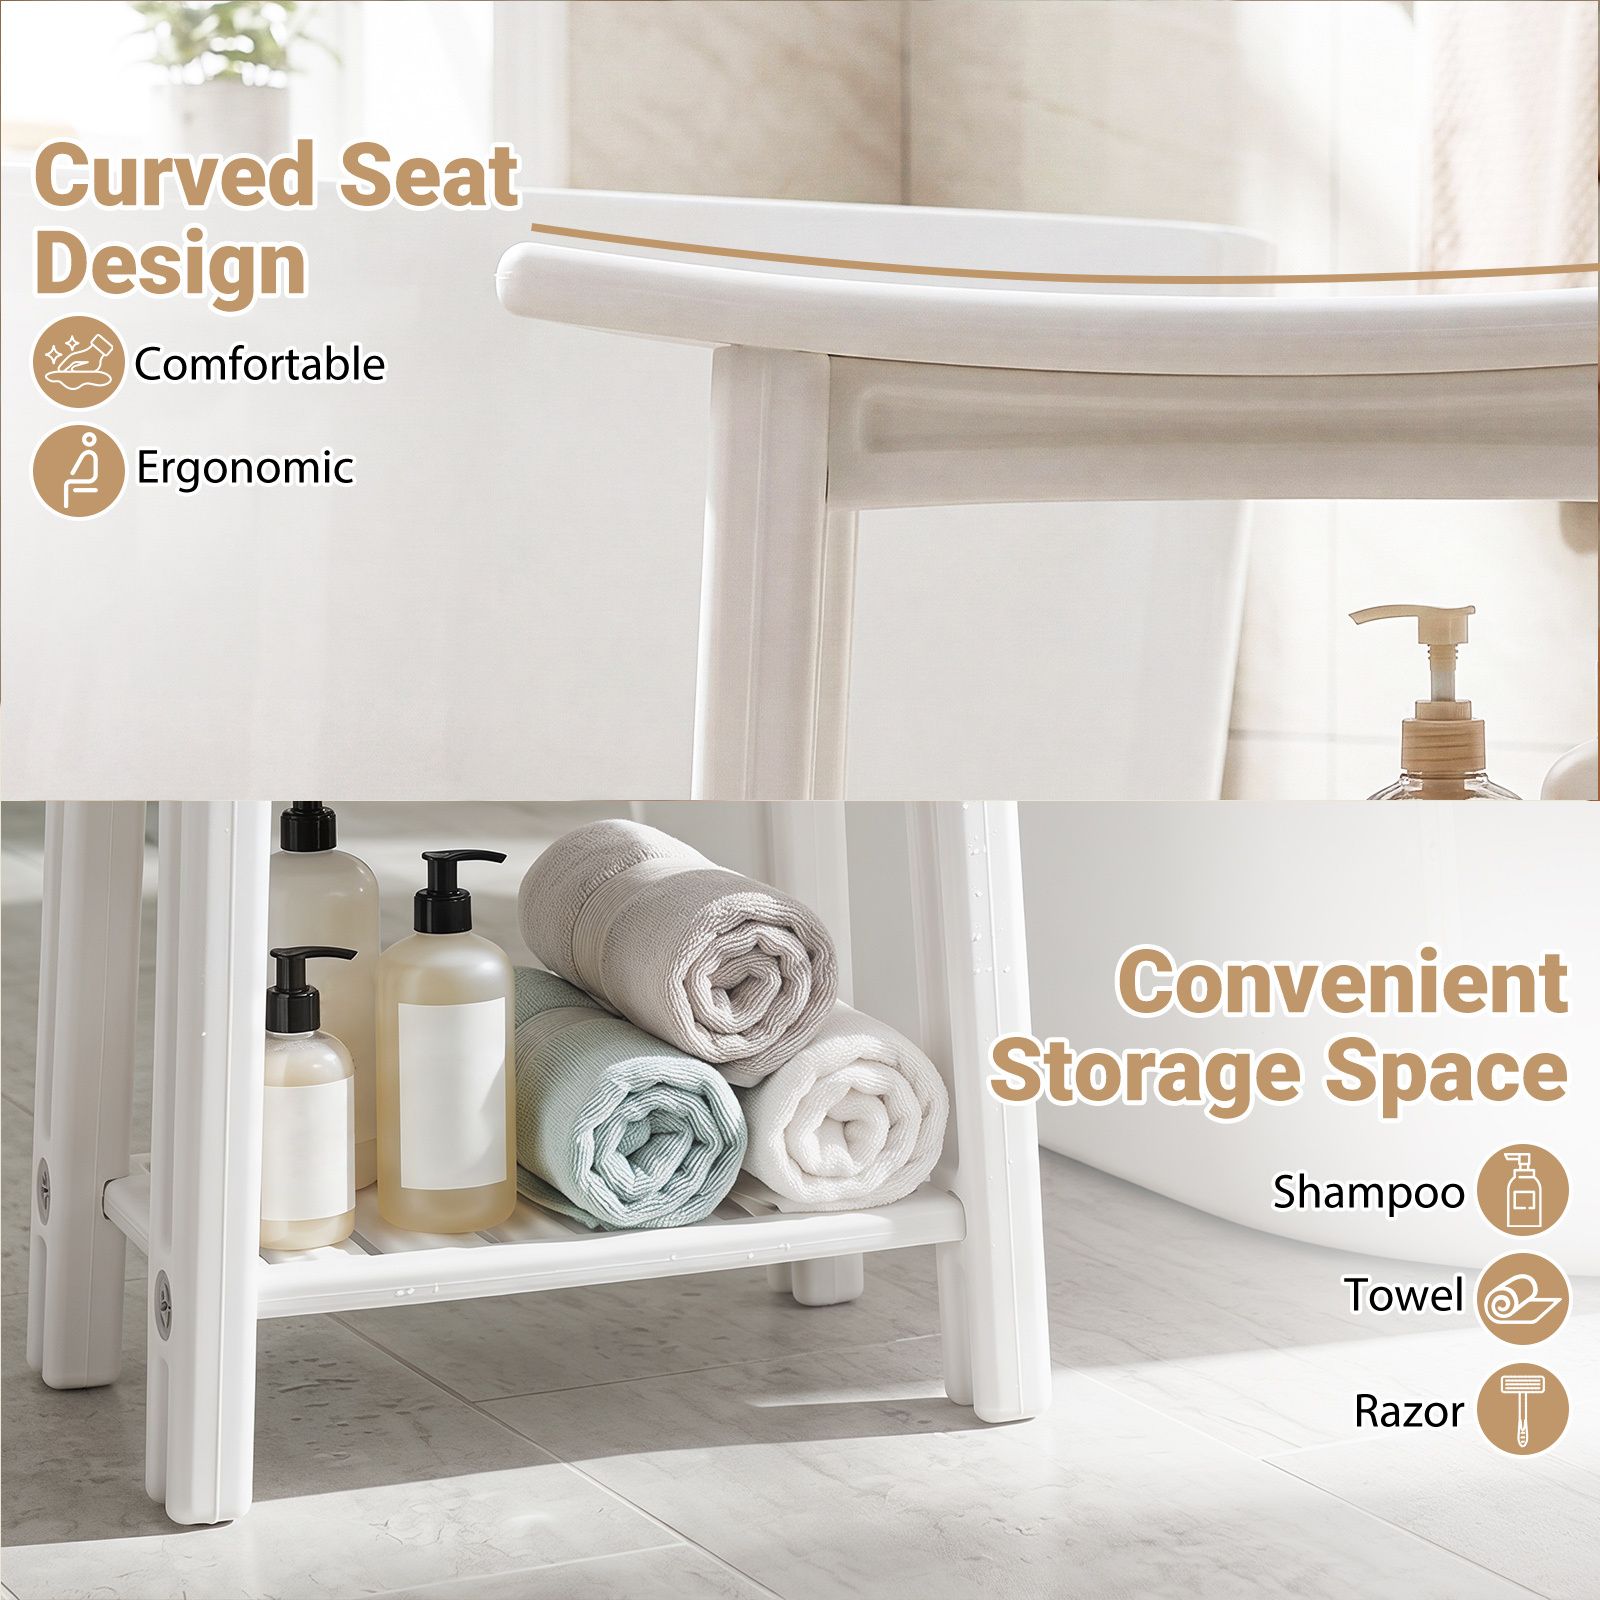 Curved Seat
Design
Comfortable
Ergonomic
Convenient
Storage Space
Shampoo
Towel
Razor